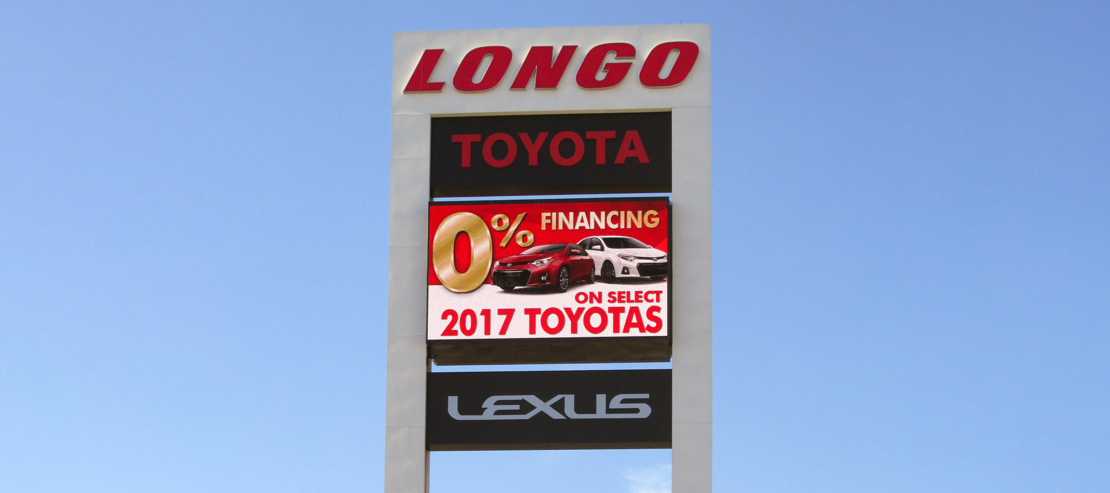 LONGO
TOYOTA
0% FINANCING
ON SELECT
2017 TOYOTAS
LEXUS